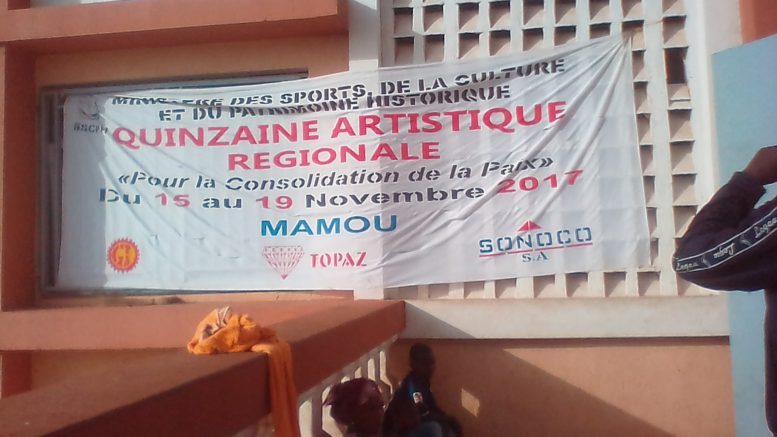 MINISTRE DES SPORTS, DE LA CULTURE
ET DU PATRIMOINE HISTORIQUE
QUINZAINE ARTISTIQUE
REGIONALE
«Pour la Consolidation de la Paix»
Du 15 au 19 Novembre 2017
MAMOU
TOPAZ
SONOCO
S.A